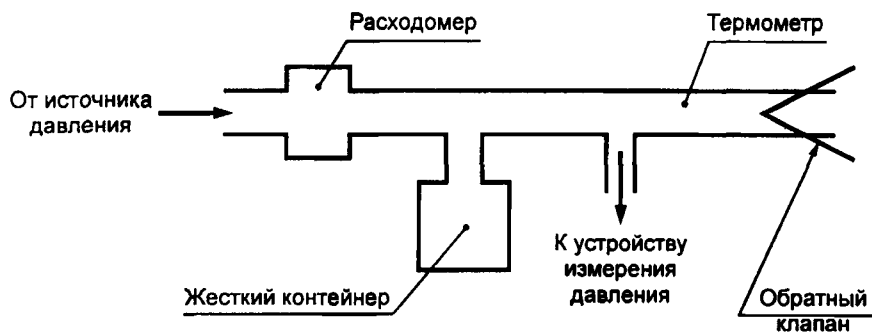 Расходомер
Термометр
От источника
давления
К устройству
измерения
давления
Жесткий контейнер
Обратный
клапан